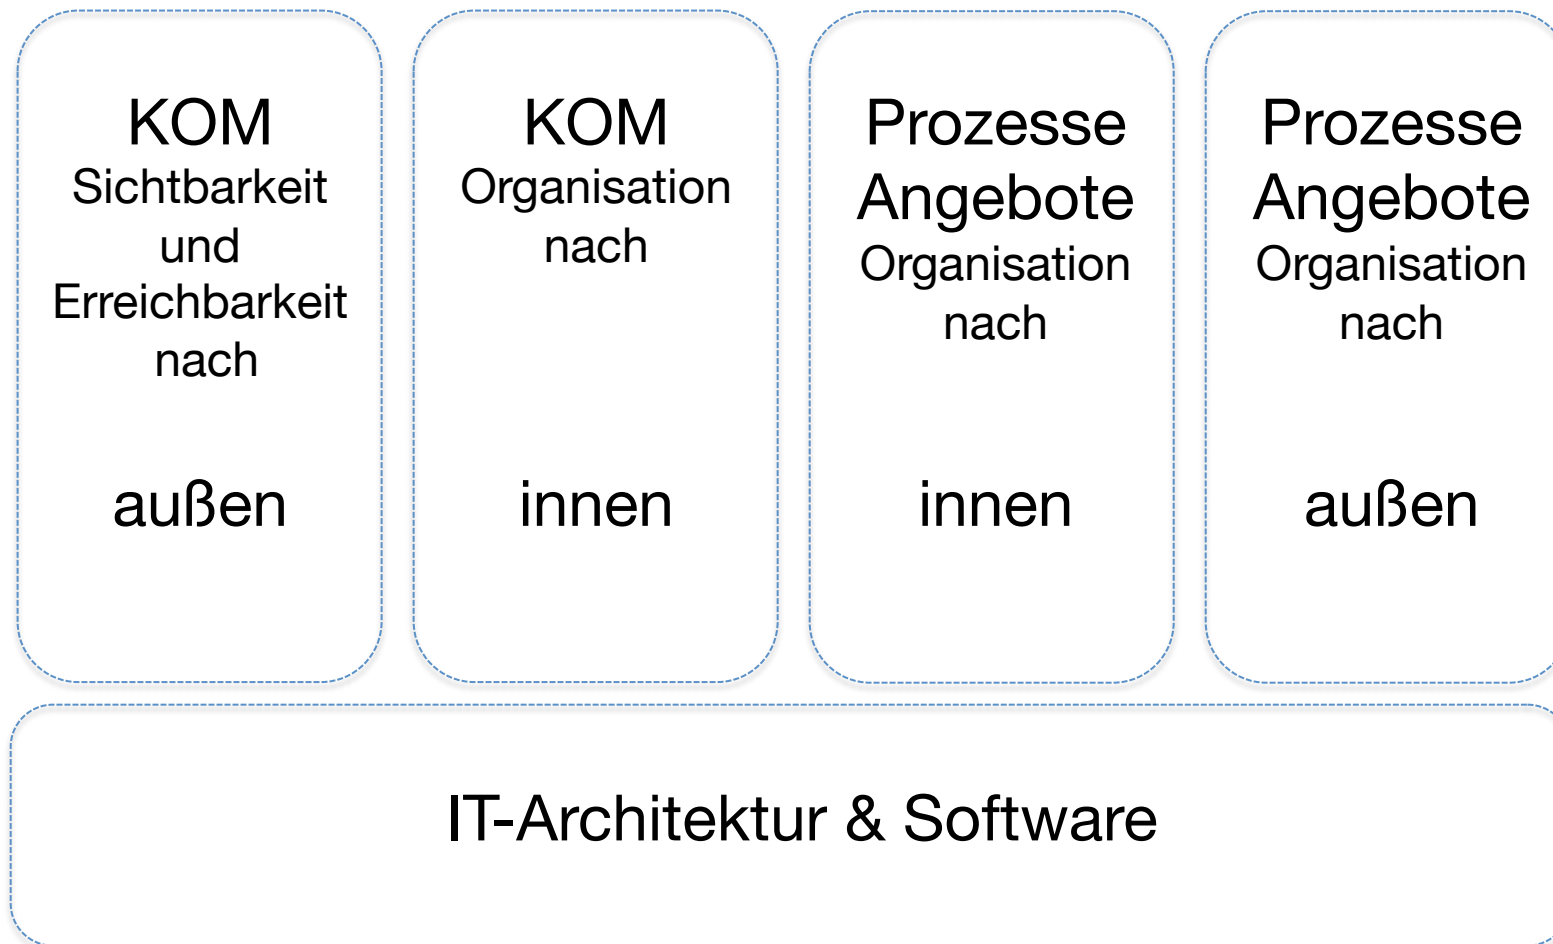 KOM
Sichtbarkeit
und
Erreichbarkeit
nach
außen
KOM
Organisation
nach
innen
Prozesse
Angebote
Organisation
nach
innen
Prozesse
Angebote
Organisation
nach
außen
IT-Architektur & Software